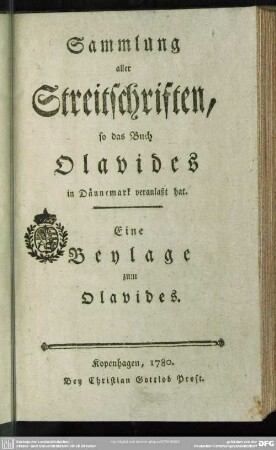 Sammlung
aller
Streitschriften,
so das Buch
Olavides
in Dännemark veranlaßt hat.
Eine
Beylage
zum
Olavides.
Kopenhagen, 1780.
Bey Christian Gottlob Prost.